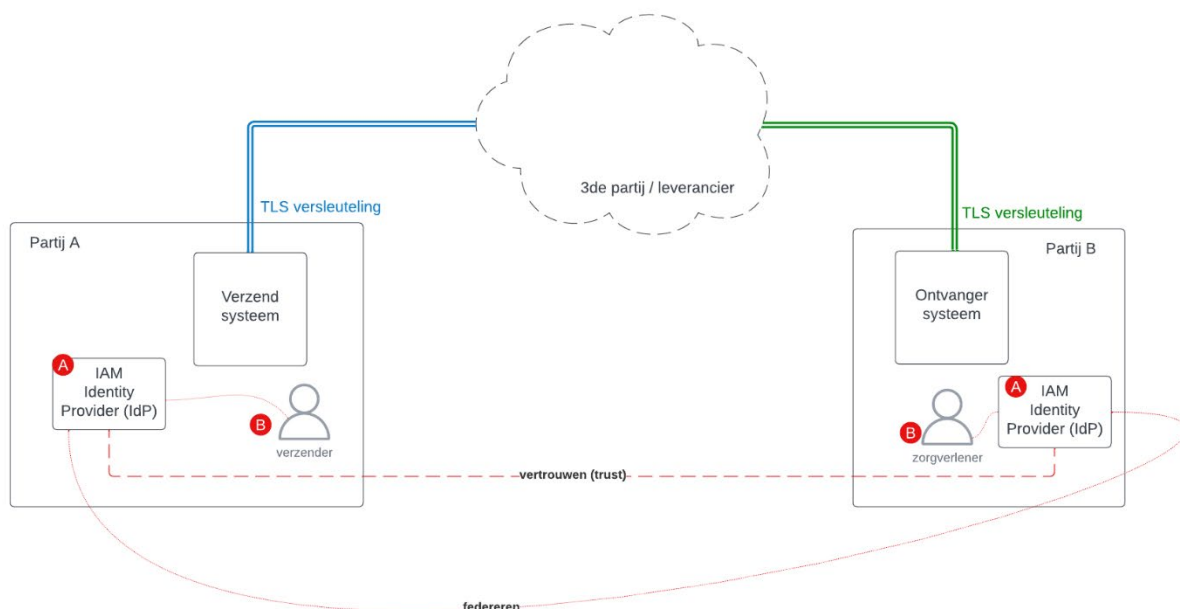 3de partij / leverancier
TLS versleuteling
TLS versleuteling
Partij A
Partij B
Verzend
systeem
Ontvanger
systeem
A
IAM
Identity
Provider (IdP)
B
verzender
A
IAM
Identity
Provider (IdP)
B
zorgverlener
vertrouwen (trust)
federeren